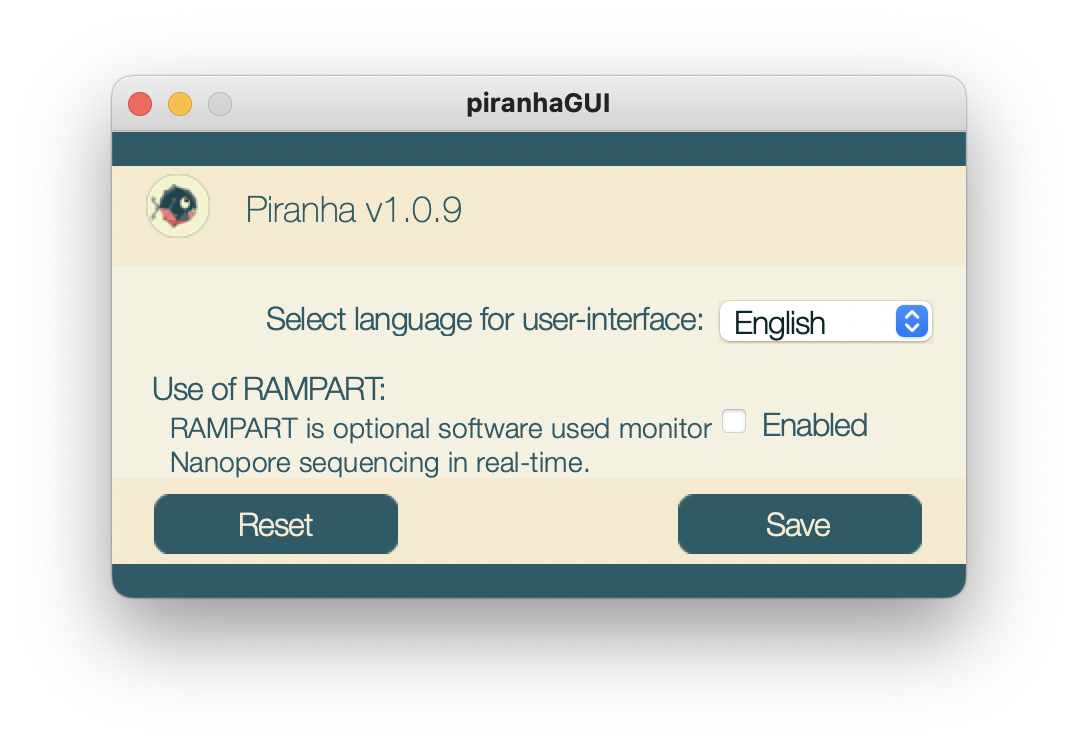 piranhaGUI
Piranha v1.0.9
Select language for user-interface: English
Use of RAMPART:
RAMPART is optional software used monitor
Nanopore sequencing in real-time.
Enabled
Reset
Save